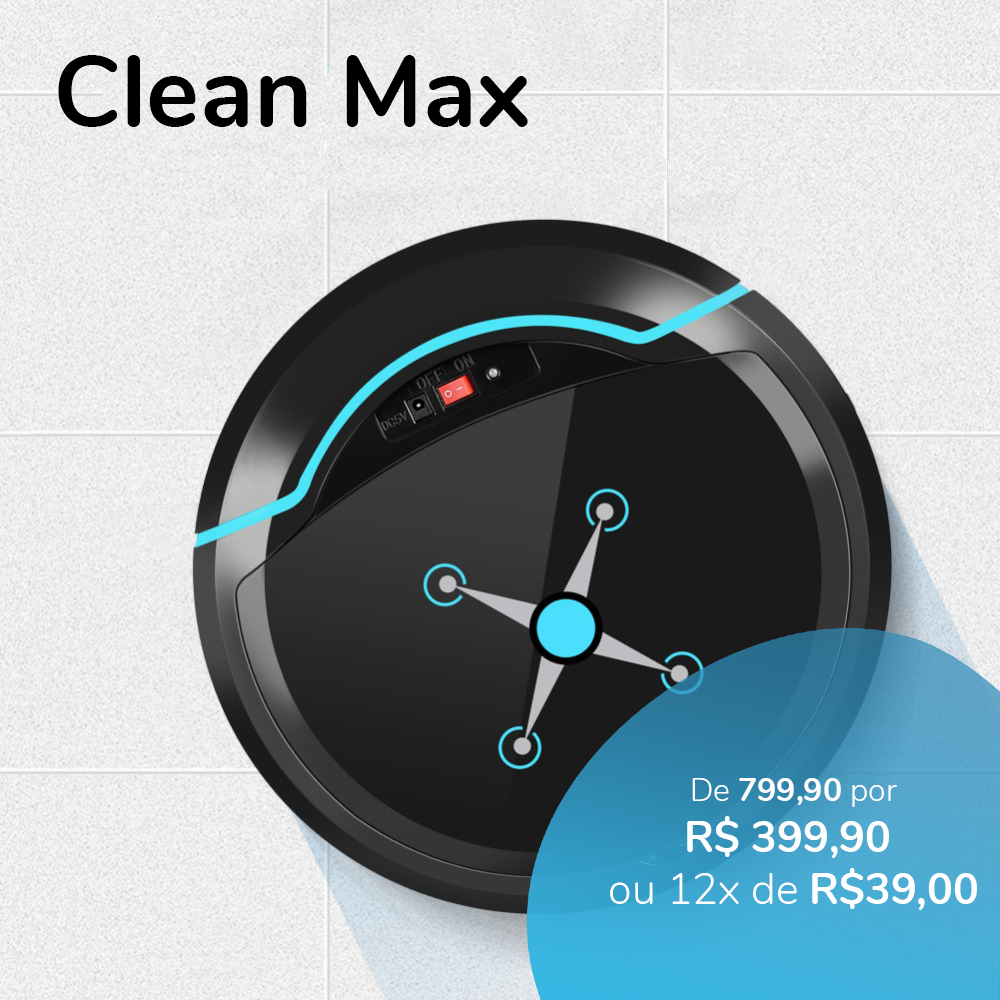 Clean Max
OFF ON
DC5V
De 799,90 por
R$ 399,90
ou 12x de R$39,00